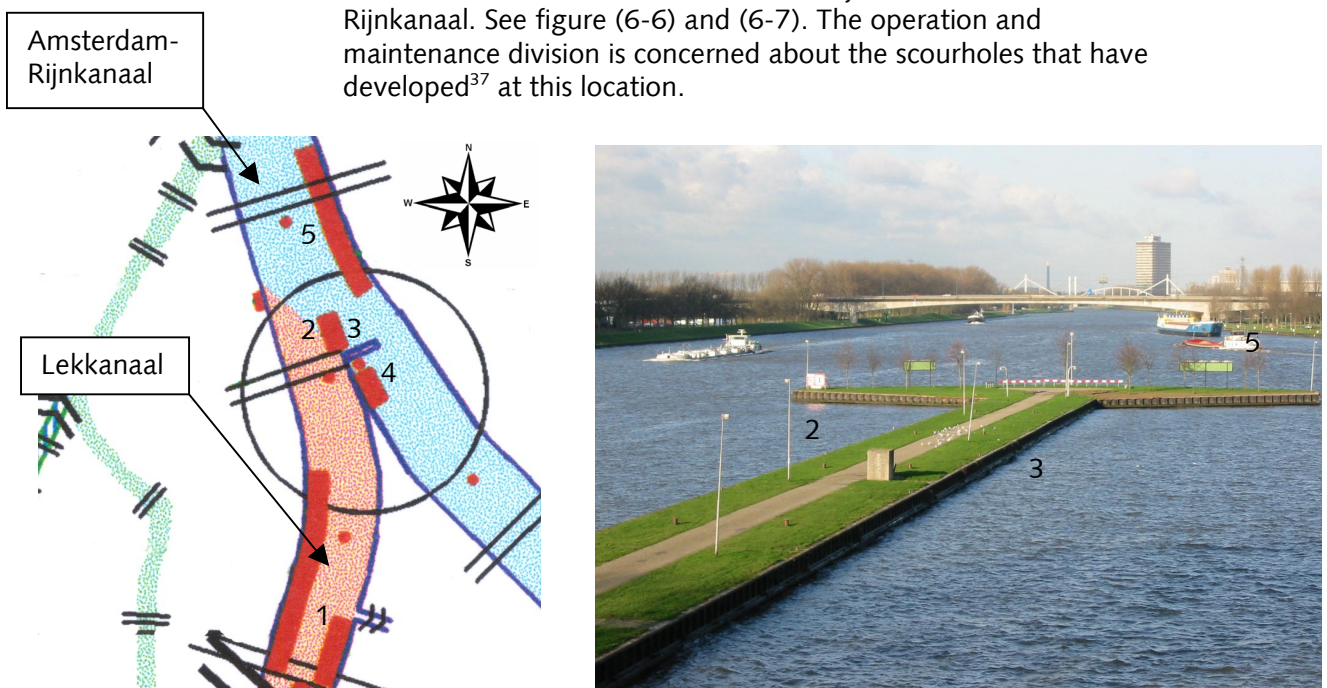 Rijnkanaal. See figure (6-6) and (6-7). The operation and
maintenance division is concerned about the scourholes that have
developed37 at this location.
Amsterdam-
Rijnkanaal
N
W E
S
5
2 3
4
Lekkanaal
1
5
2
3